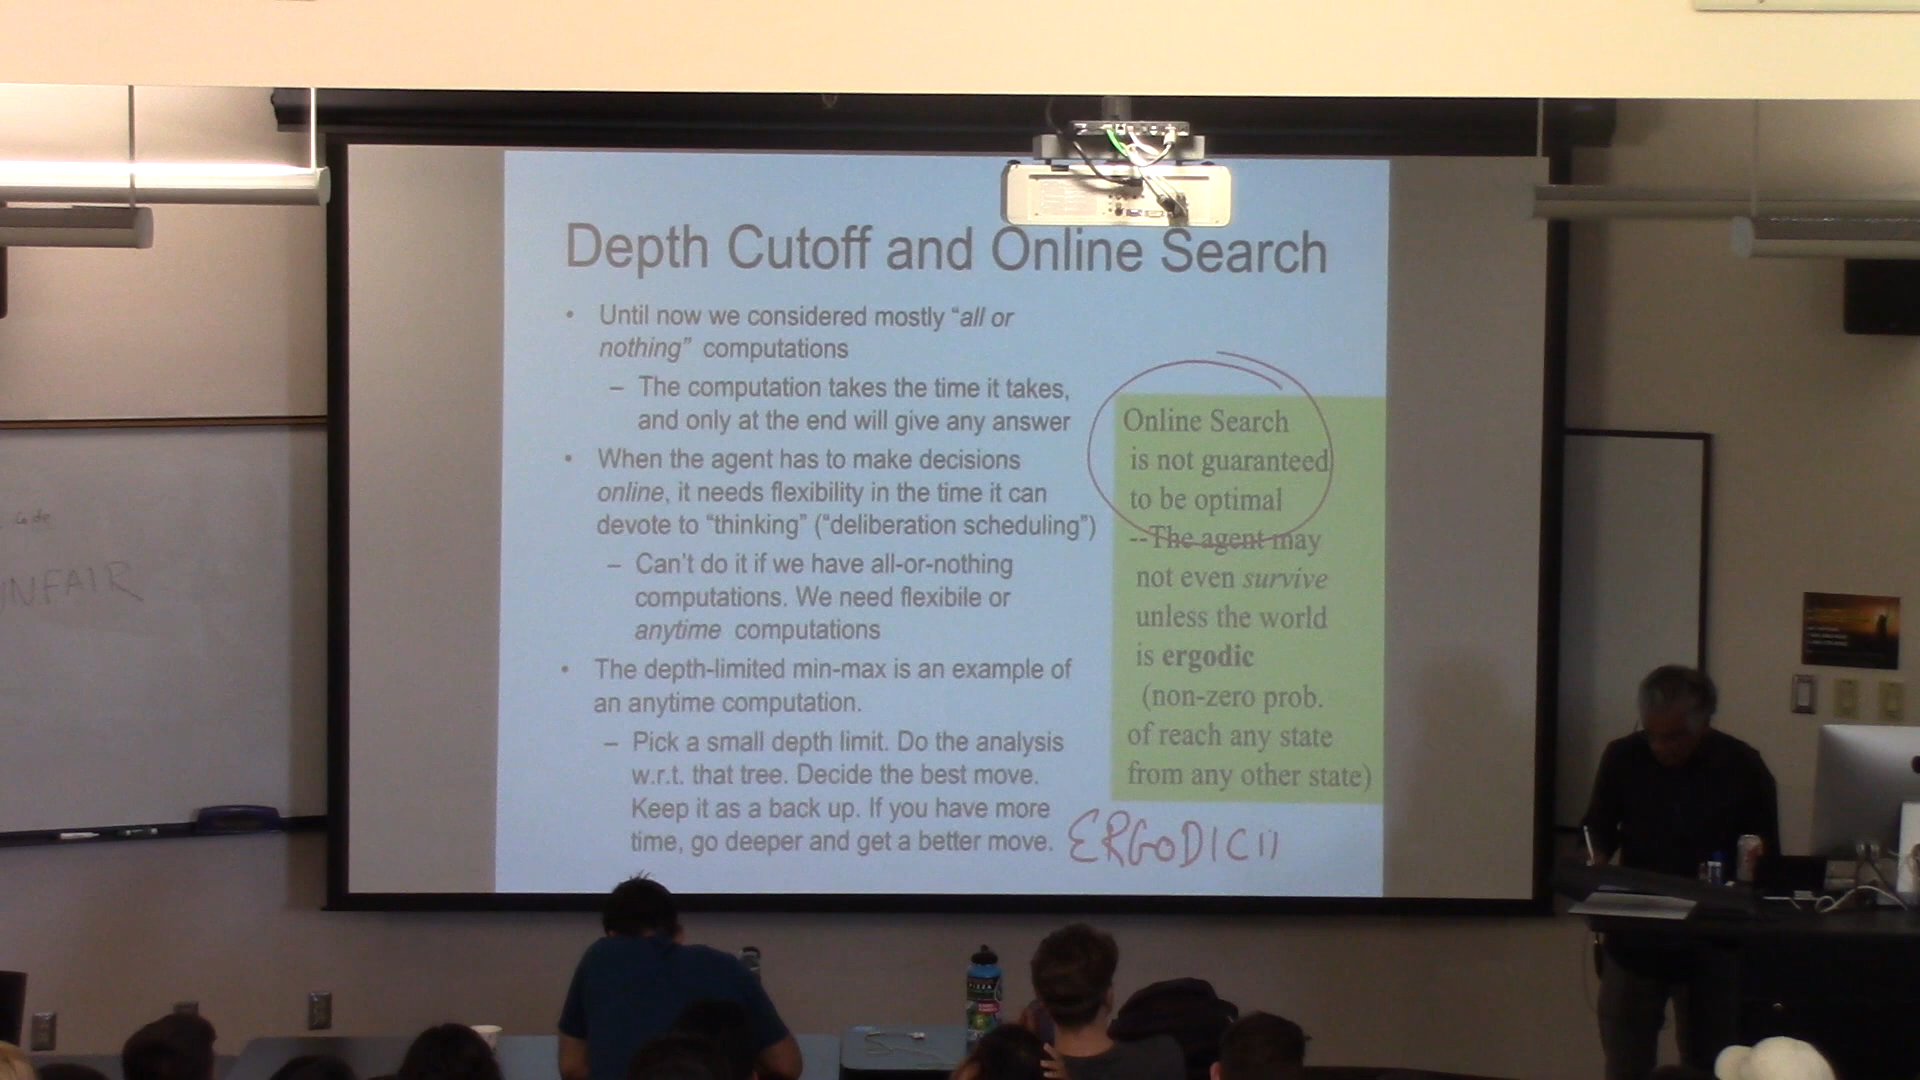 Depth Cutoff and Online Search
• Until now we considered mostly “all or
nothing” computations
– The computation takes the time it takes,
and only at the end will give any answer
• When the agent has to make decisions
online, it needs flexibility in the time it can
devote to “thinking” (“deliberation scheduling”)
– Can’t do it if we have all-or-nothing
computations. We need flexibile or
anytime computations
• The depth-limited min-max is an example of
an anytime computation.
– Pick a small depth limit. Do the analysis
w.r.t. that tree. Decide the best move.
Keep it as a back up. If you have more
time, go deeper and get a better move.
Online Search
is not guaranteed
to be optimal
--The agent may
not even survive
unless the world
is ergodic
(non-zero prob.
of reach any state
from any other state)
ERGODICI
Code
UNFAIR
PIZZA